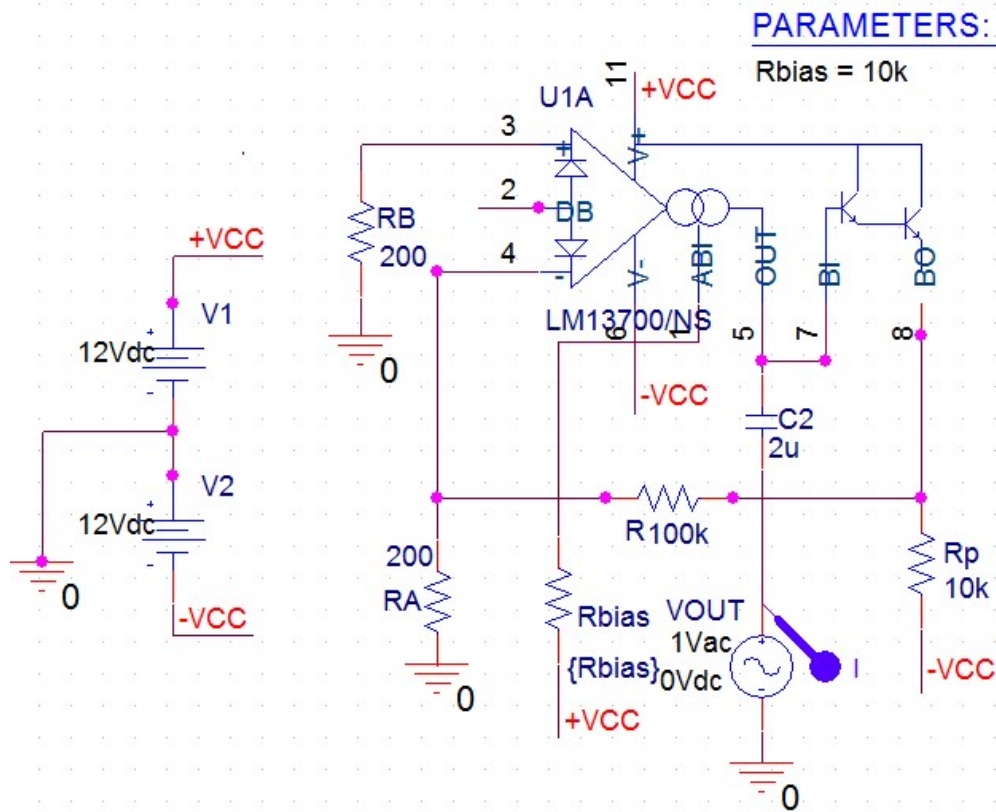 PARAMETERS:
Rbias = 10k
11
+VCC
U1A
3
+
V+
2
DB
RB
200
4
-
V-
ABI
OUT
BI
BO
+VCC
0
LM13700/NS
6
1
5
7
8
V1
+
12Vdc
-
-VCC
C2
2u
V2
+
12Vdc
-
R
100k
0
-VCC
200
RA
0
Rbias
{Rbias}
+VCC
VOUT
1Vac
0Vdc
+
-
I
0
Rp
10k
-VCC